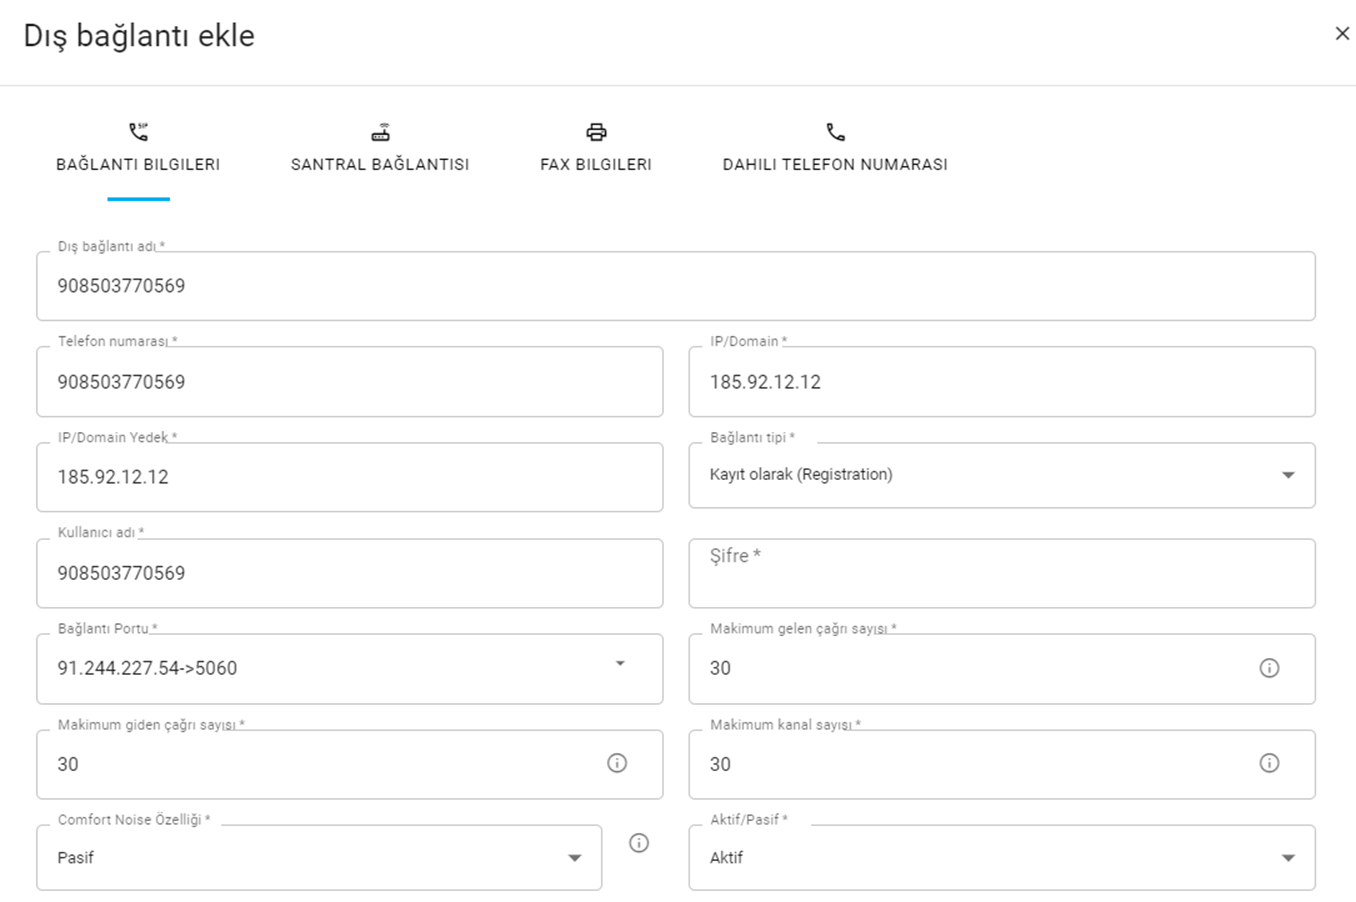 Dış bağlantı ekle
SIP
BAĞLANTI BILGILERI
SANTRAL BAĞLANTISI
FAX BILGILERI
DAHILI TELEFON NUMARASI
Dış bağlantı adı *
908503770569
Telefon numarası *
908503770569
IP/Domain *
185.92.12.12
IP/Domain Yedek *
185.92.12.12
Bağlantı tipi *
Kayıt olarak (Registration)
Kullanıcı adı *
908503770569
Şifre *
Bağlantı Portu *
91.244.227.54->5060
Makimum gelen çağrı sayısı *
30
Makimum giden çağrı sayısı *
30
Makimum kanal sayısı *
30
Comfort Noise Özelliği *
Pasif
Aktif/Pasif *
Aktif